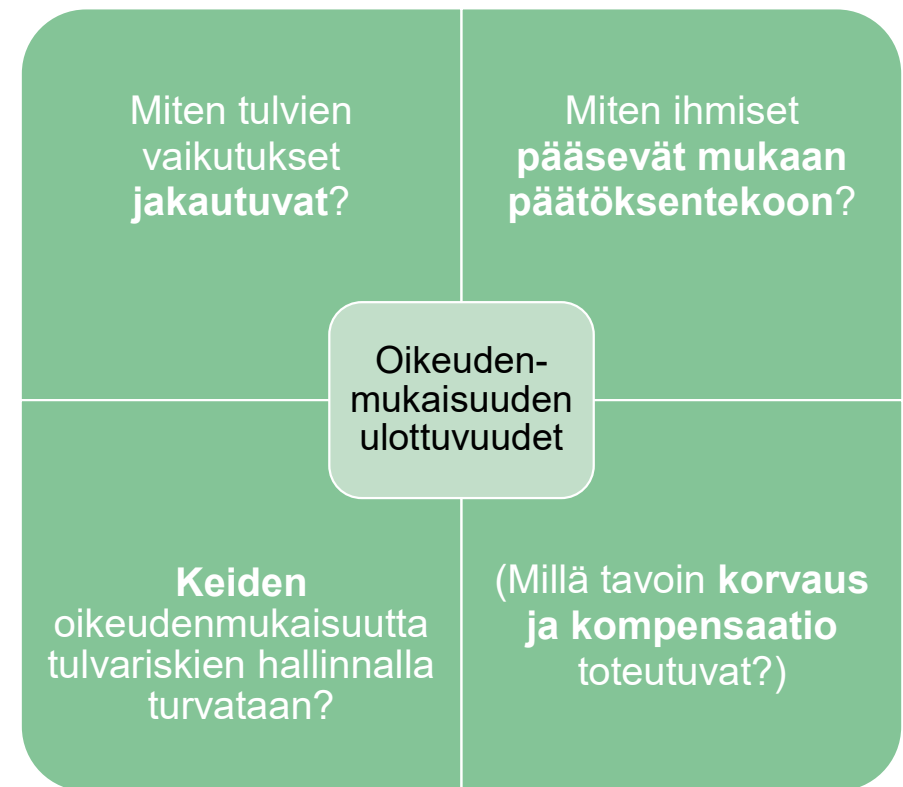 Miten tulvien
vaikutukset
jakautuvat?
Miten ihmiset
pääsevät mukaan
päätöksentekoon?
Oikeuden-
mukaisuuden
ulottuvuudet
Keiden
oikeudenmukaisuutta
tulvariskien hallinnalla
turvataan?
(Millä tavoin korvaus
ja kompensaatio
toteutuvat?)